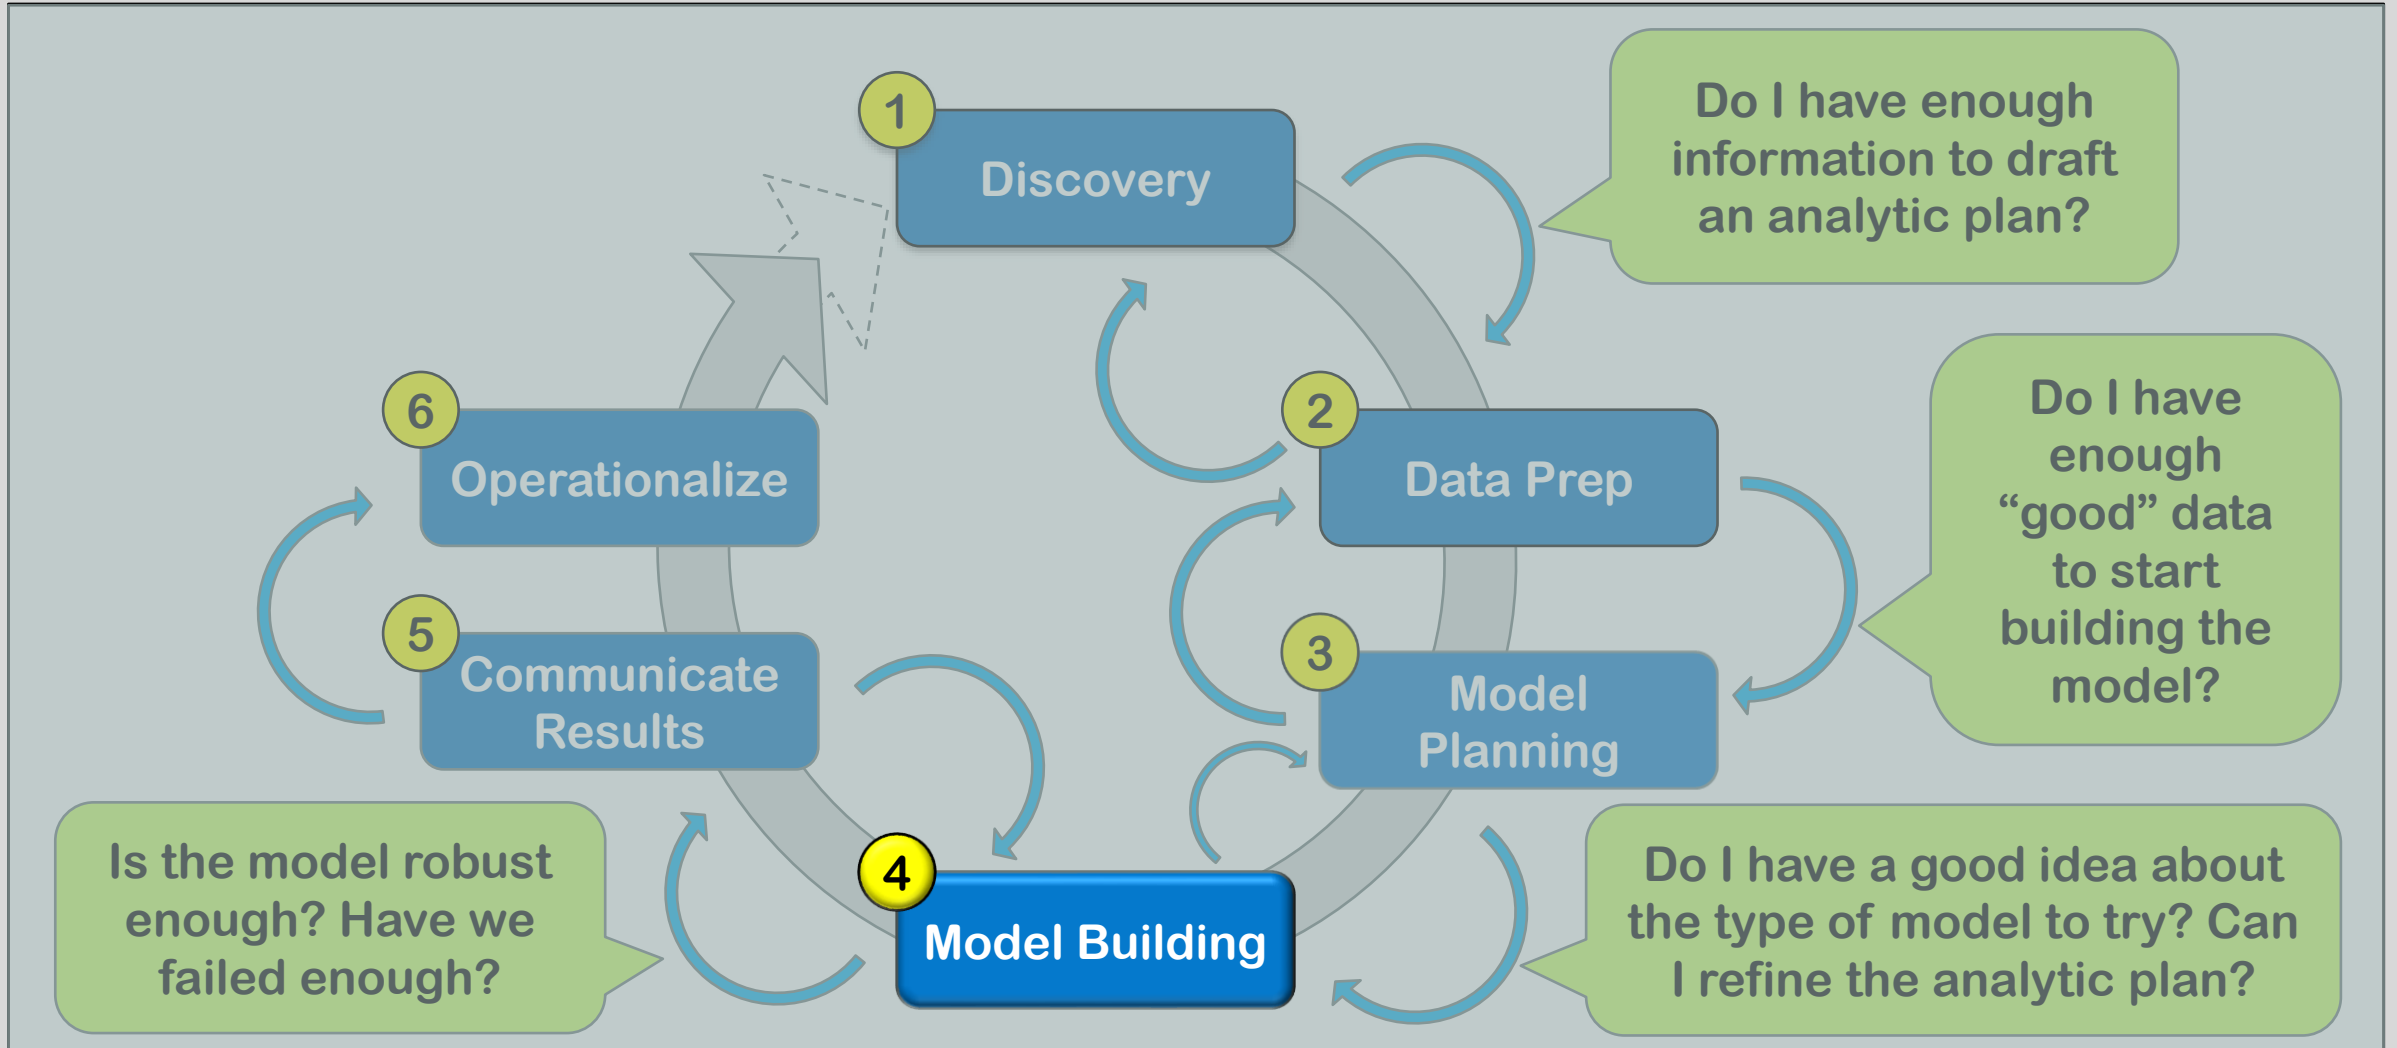 1
Discovery
Do I have enough
information to draft
an analytic plan?
2
Data Prep
Do I have
enough
“good” data
to start
building the
model?
3
Model
Planning
Do I have a good idea about
the type of model to try? Can
I refine the analytic plan?
4
Model Building
Is the model robust
enough? Have we
failed enough?
5
Communicate
Results
6
Operationalize